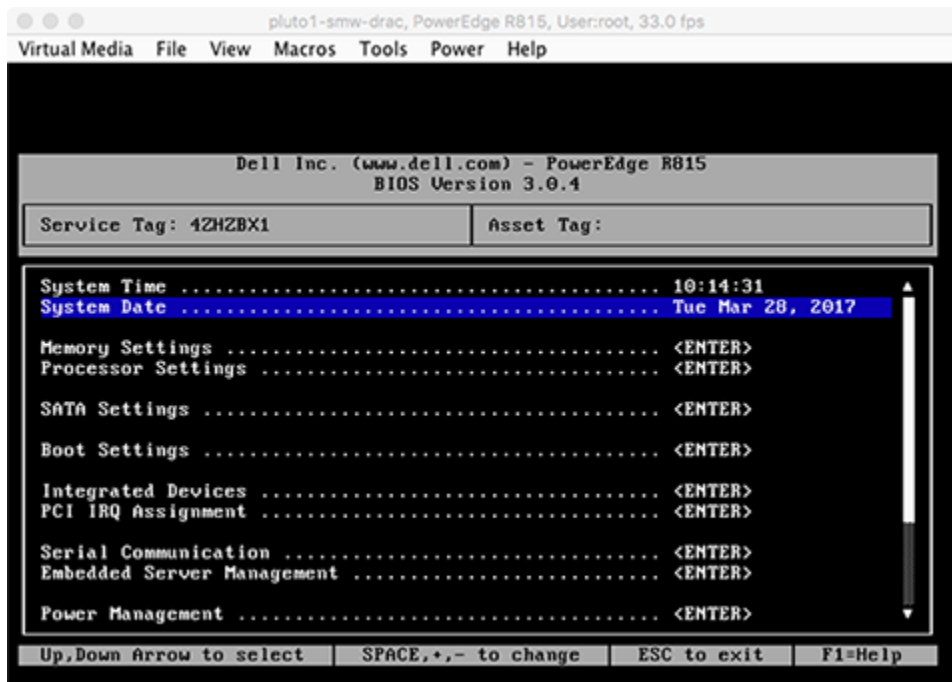 pluto1-smw-drac, PowerEdge R815, User:root, 33.0 fps
Virtual Media File View Macros Tools Power Help
Dell Inc. (www.dell.com) - PowerEdge R815
BIOS Version 3.0.4
Service Tag: 4ZHZBX1 Asset Tag:
System Time .......................................... 10:14:31
System Date .......................................... Tue Mar 28, 2017
Memory Settings ...................................... <ENTER>
Processor Settings ................................... <ENTER>
SATA Settings ........................................ <ENTER>
Boot Settings ........................................ <ENTER>
Integrated Devices ................................... <ENTER>
PCI IRQ Assignment ................................... <ENTER>
Serial Communication ................................. <ENTER>
Embedded Server Management ........................... <ENTER>
Power Management ..................................... <ENTER>
Up,Down Arrow to select SPACE,+,- to change ESC to exit F1=Help